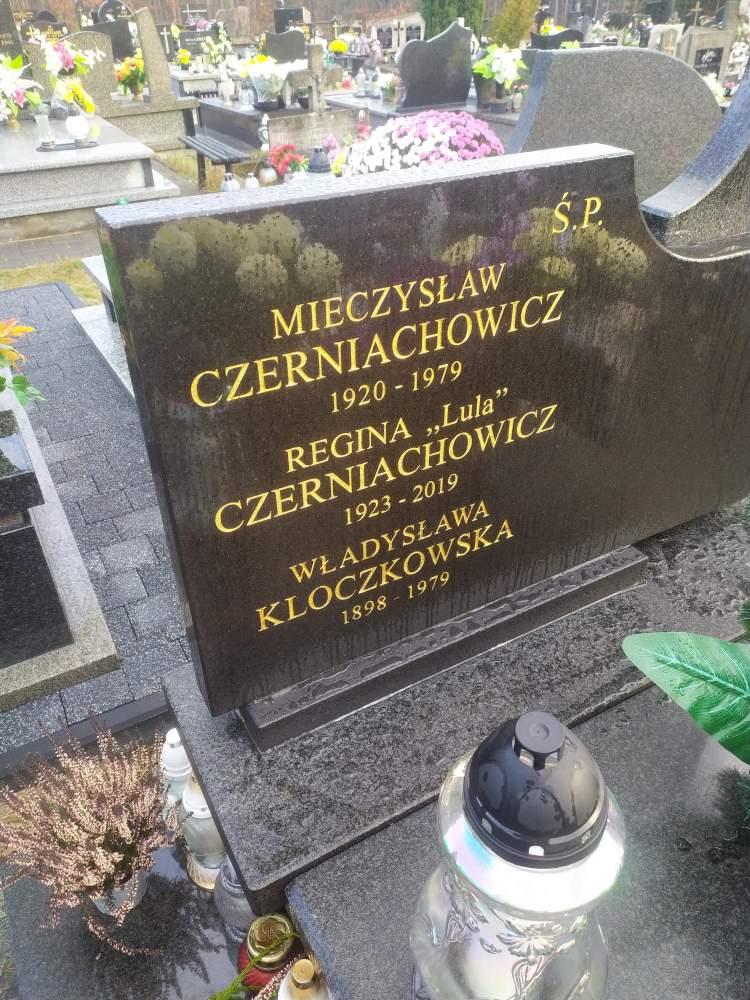 Ś.P.
MIECZYSŁAW
CZERNIACHOWICZ
1920 - 1979
REGINA „Lula”
CZERNIACHOWICZ
1923 - 2019
WŁADYSŁAWA
KLOCZKOWSKA
1898 - 1979